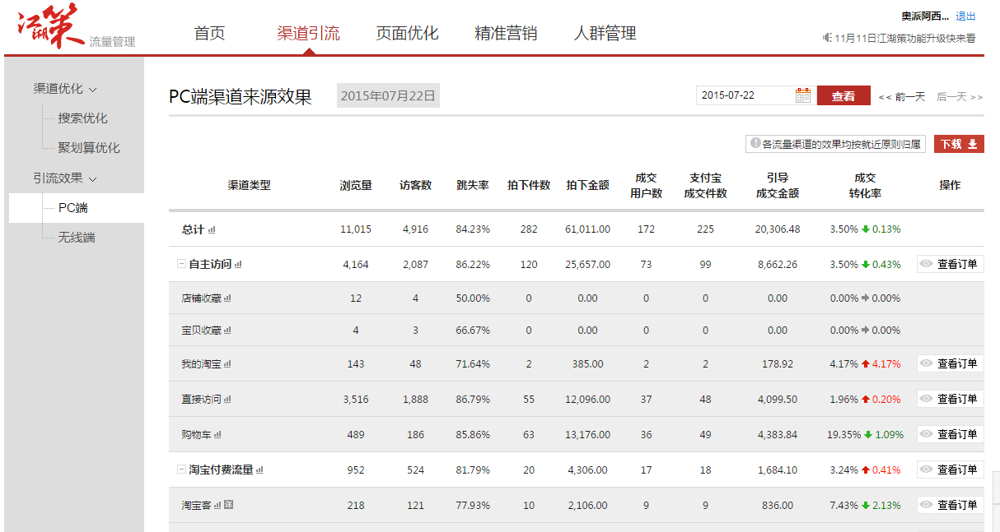 江湖策 流量管理
首页 渠道引流 页面优化 精准营销 人群管理
奥派阿西... 退出
11月11日江湖策功能升级快来看
渠道优化
搜索优化
聚划算优化
引流效果
PC端
无线端
PC端渠道来源效果 2015年07月22日
2015-07-22 查看 << 前一天 后一天 >>
各流量渠道的效果均按就近原则归属 下载
渠道类型 浏览量 访客数 跳失率 拍下件数 拍下金额 成交用户数 支付宝成交件数 引导成交金额 成交转化率 操作
总计 11,015 4,916 84.23% 282 61,011.00 172 225 20,306.48 3.50% 0.13%
自主访问 4,164 2,087 86.22% 120 25,657.00 73 99 8,662.26 3.50% 0.43% 查看订单
店铺收藏 12 4 50.00% 0 0.00 0 0 0.00 0.00% 0.00%
宝贝收藏 4 3 66.67% 0 0.00 0 0 0.00 0.00% 0.00%
我的淘宝 143 48 71.64% 2 385.00 2 2 178.92 4.17% 4.17% 查看订单
直接访问 3,516 1,888 86.79% 55 12,096.00 37 48 4,099.50 1.96% 0.20% 查看订单
购物车 489 186 85.86% 63 13,176.00 36 49 4,383.84 19.35% 1.09% 查看订单
淘宝付费流量 952 524 81.79% 20 4,306.00 17 18 1,684.10 3.24% 0.41% 查看订单
淘宝客 218 121 77.93% 10 2,106.00 9 9 836.00 7.43% 2.13% 查看订单